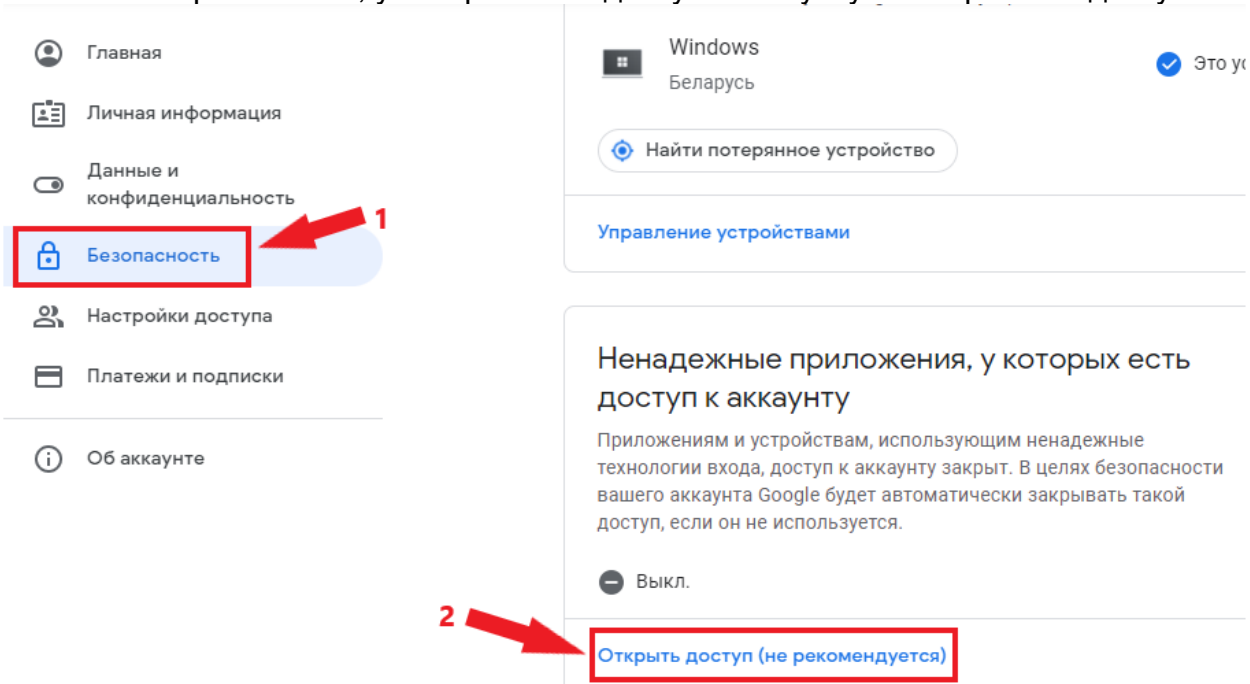 Главная
Личная информация
Данные и
конфиденциальность
1
Безопасность
Настройки доступа
Платежи и подписки
Об аккаунте
Windows
Беларусь
Это
Найти потерянное устройство
Управление устройствами
Ненадежные приложения, у которых есть
доступ к аккаунту
Приложениям и устройствам, использующим ненадежные
технологии входа, доступ к аккаунту закрыт. В целях безопасности
вашего аккаунта Google будет автоматически закрывать такой
доступ, если он не используется.
Выкл.
2
Открыть доступ (не рекомендуется)